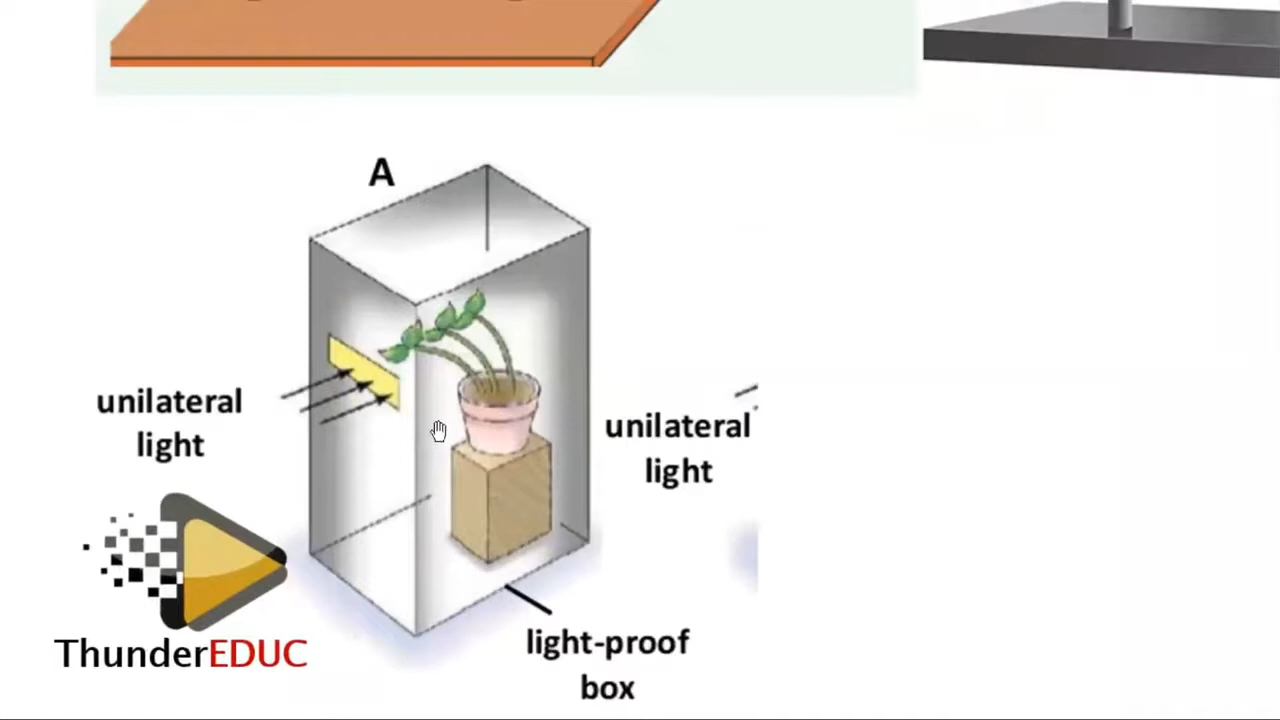 A
unilateral
light
unilateral
light
ThunderEDUC
light-proof
box